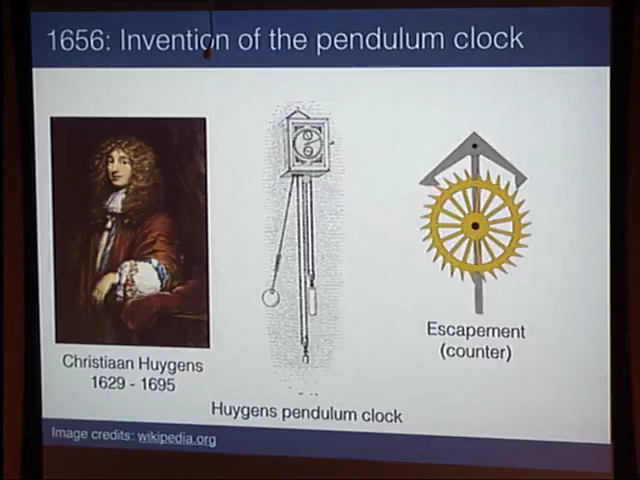 1656: Invention of the pendulum clock
Christiaan Huygens
1629 - 1695
Escapement
(counter)
Huygens pendulum clock
Image credits: wikipedia.org